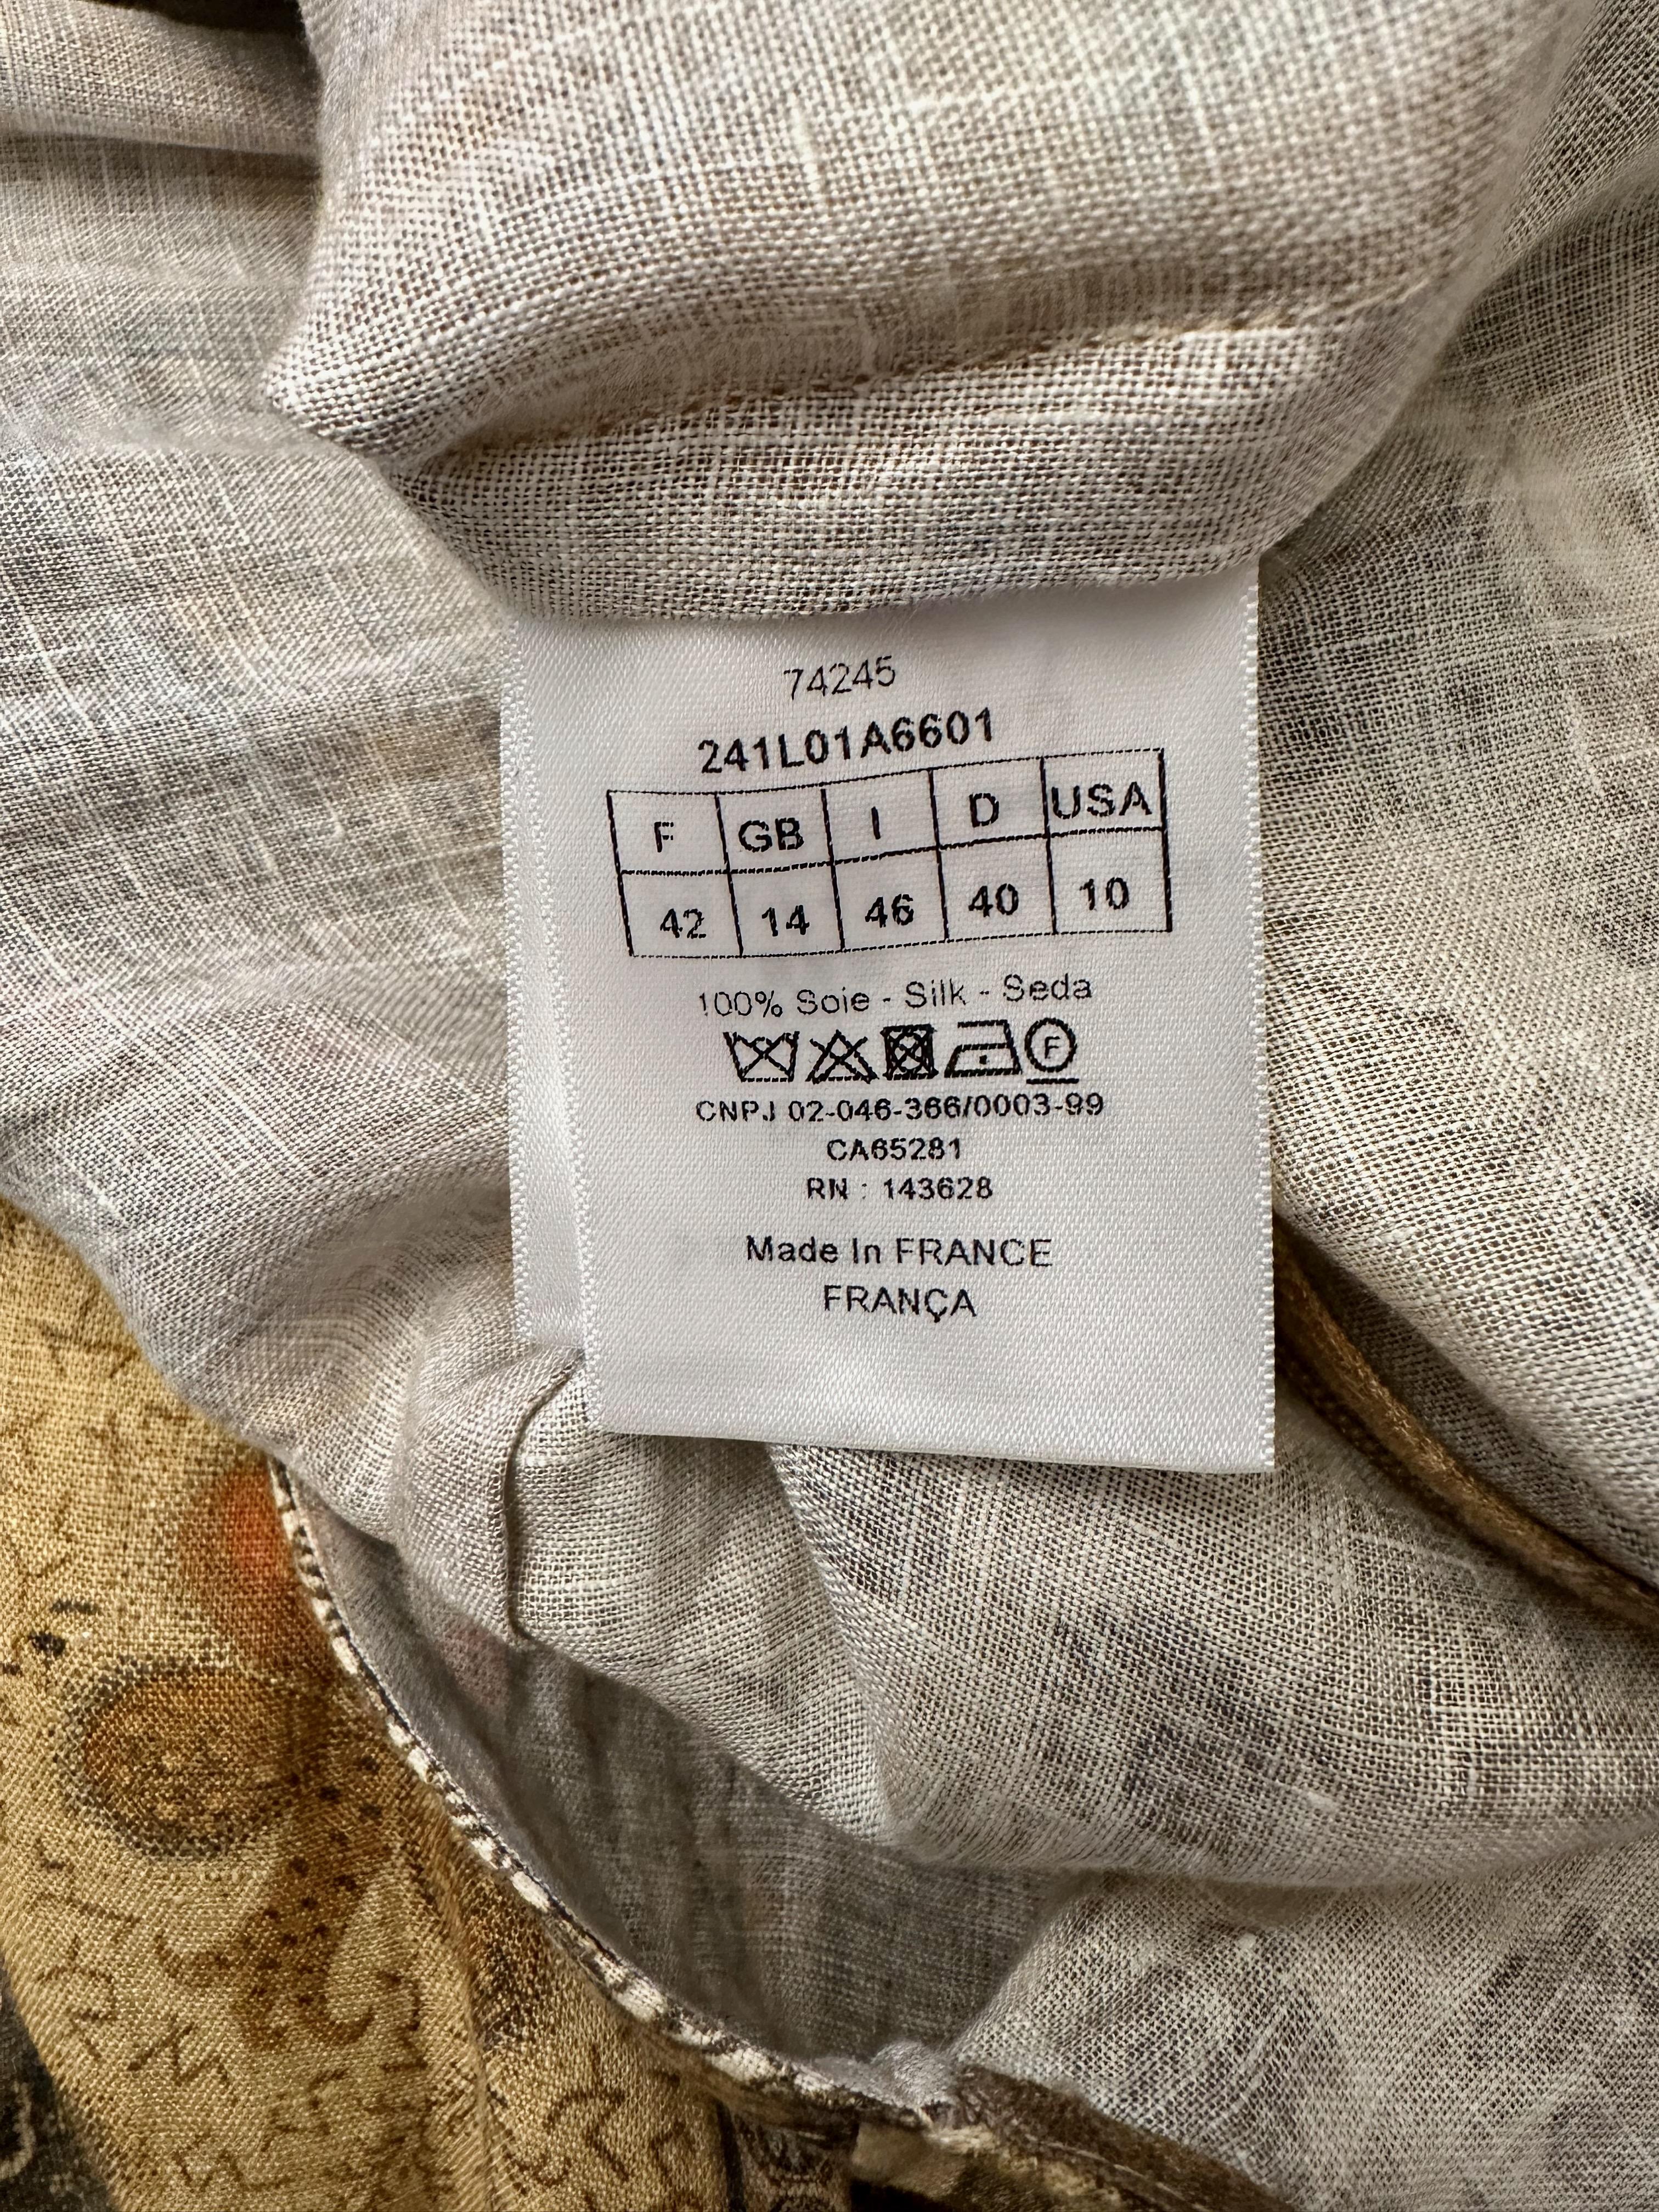 74245
241L01A6601
F GB I D USA
42 14 46 40 10
100% Soie - Silk - Seda
F
CNPJ 02-046-366/0003-99
CA65281
RN : 143628
Made In FRANCE
FRANÇA